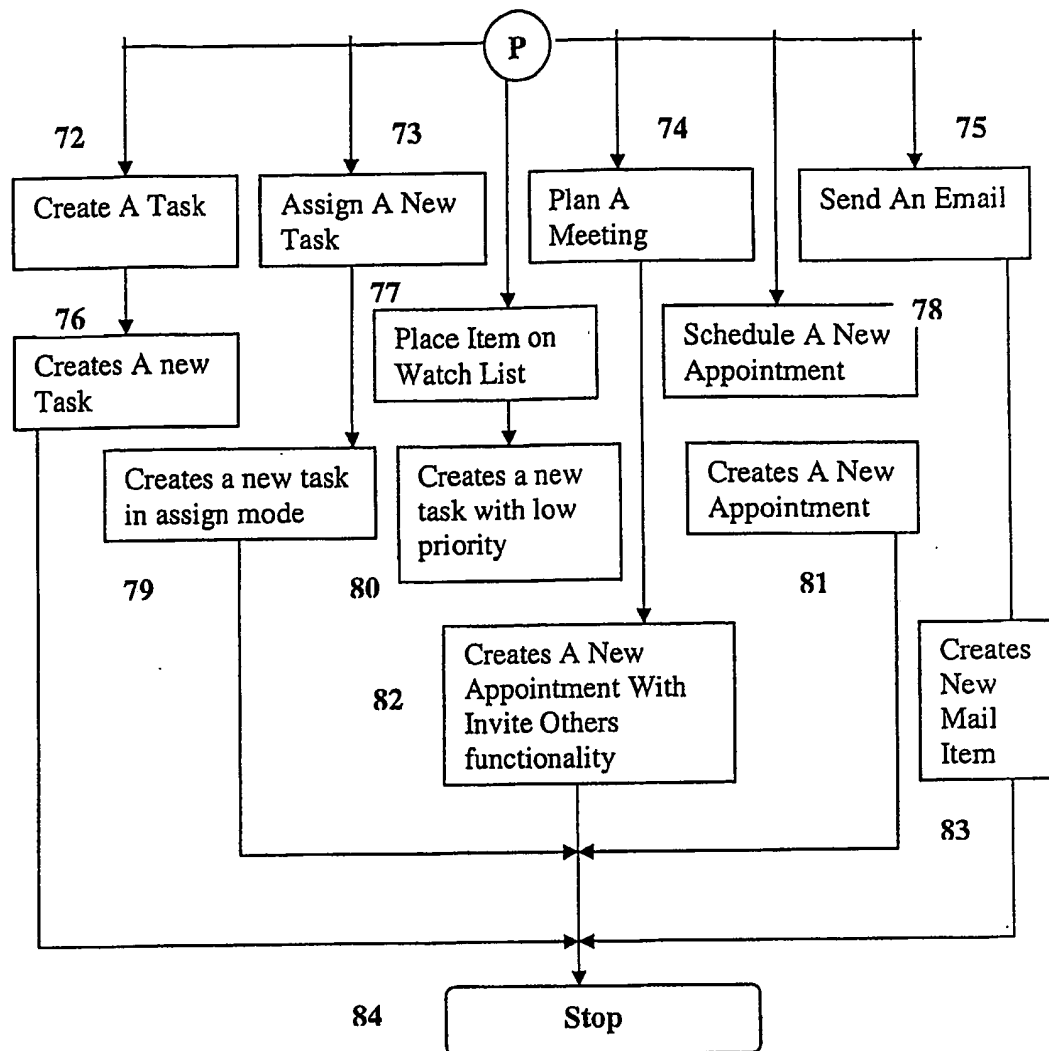 P
72
73
74
75
Create A Task
Assign A New
Task
Plan A
Meeting
Send An Email
76
77
78
Creates A new
Task
Place Item on
Watch List
Schedule A New
Appointment
Creates a new task
in assign mode
Creates a new
task with low
priority
Creates A New
Appointment
79
80
81
82
Creates A New
Appointment With
Invite Others
functionality
Creates
New
Mail
Item
83
84
Stop